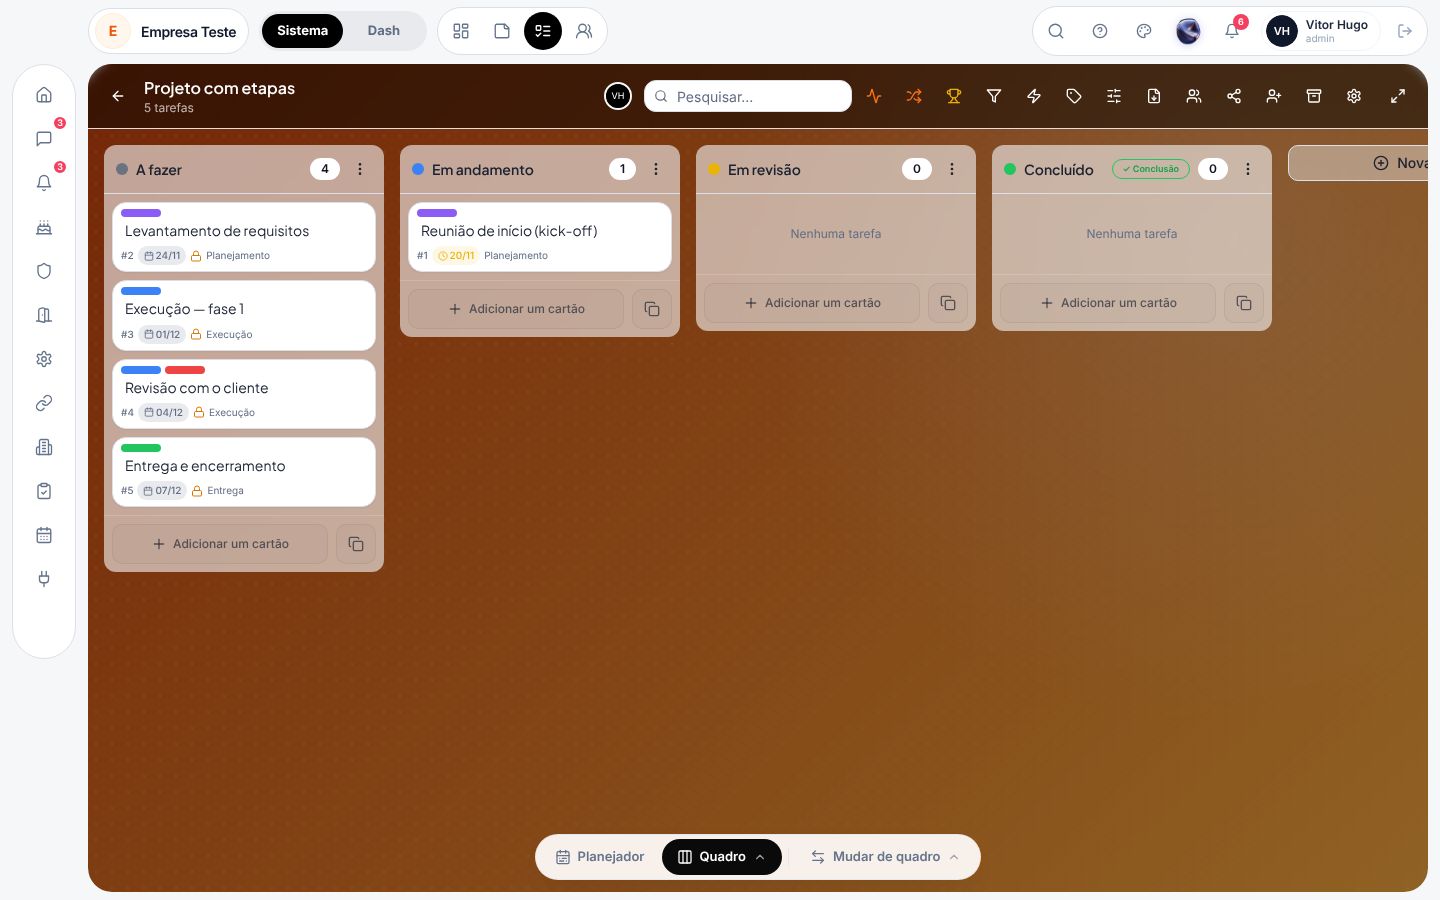 E Empresa Teste
Sistema
Dash
6
VH
Vitor Hugo
admin
3
3
Projeto com etapas
5 tarefas
VH
Pesquisar...
A fazer 4
Levantamento de requisitos
#2 24/11 Planejamento
Execução — fase 1
#3 01/12 Execução
Revisão com o cliente
#4 04/12 Execução
Entrega e encerramento
#5 07/12 Entrega
Adicionar um cartão
Em andamento 1
Reunião de início (kick-off)
#1 20/11 Planejamento
Adicionar um cartão
Em revisão 0
Nenhuma tarefa
Adicionar um cartão
Concluído Conclusão 0
Nenhuma tarefa
Adicionar um cartão
Nova
Planejador
Quadro
Mudar de quadro